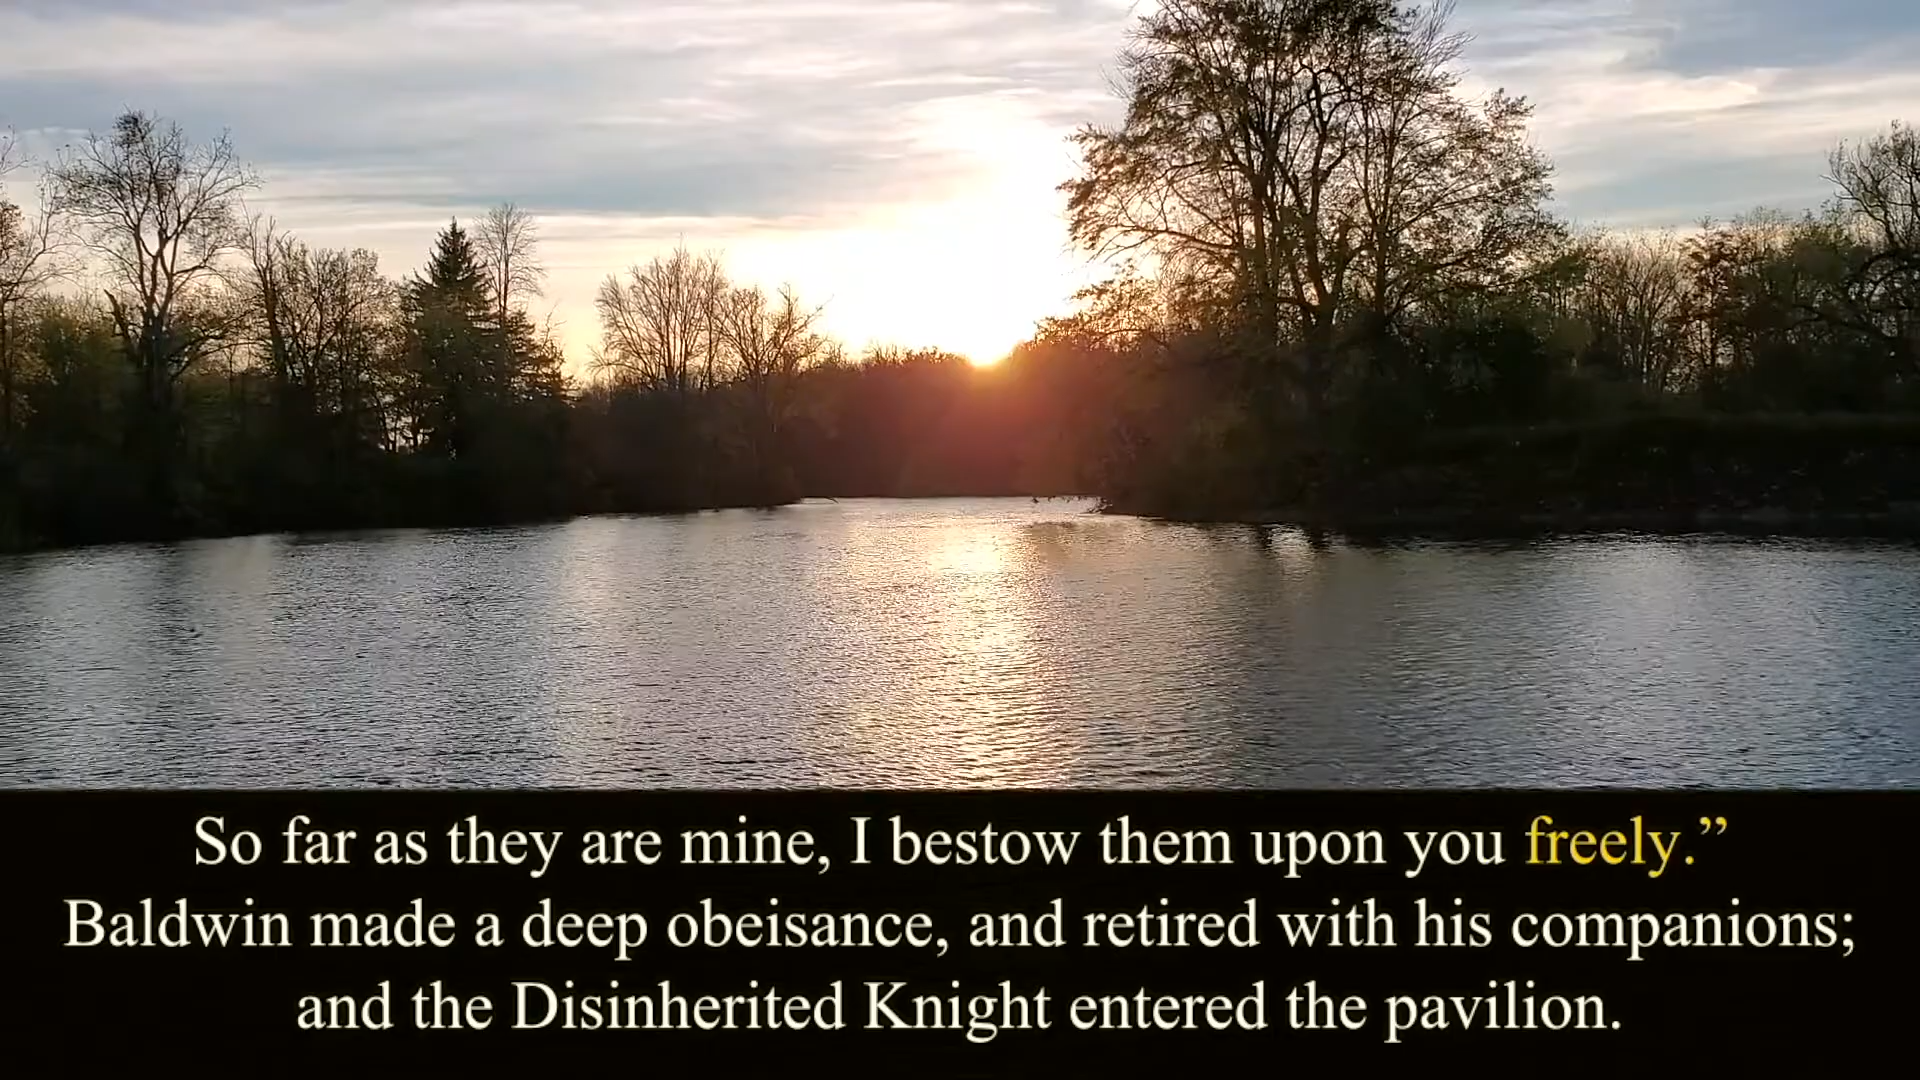 So far as they are mine, I bestow them upon you freely.”
Baldwin made a deep obeisance, and retired with his companions;
and the Disinherited Knight entered the pavilion.